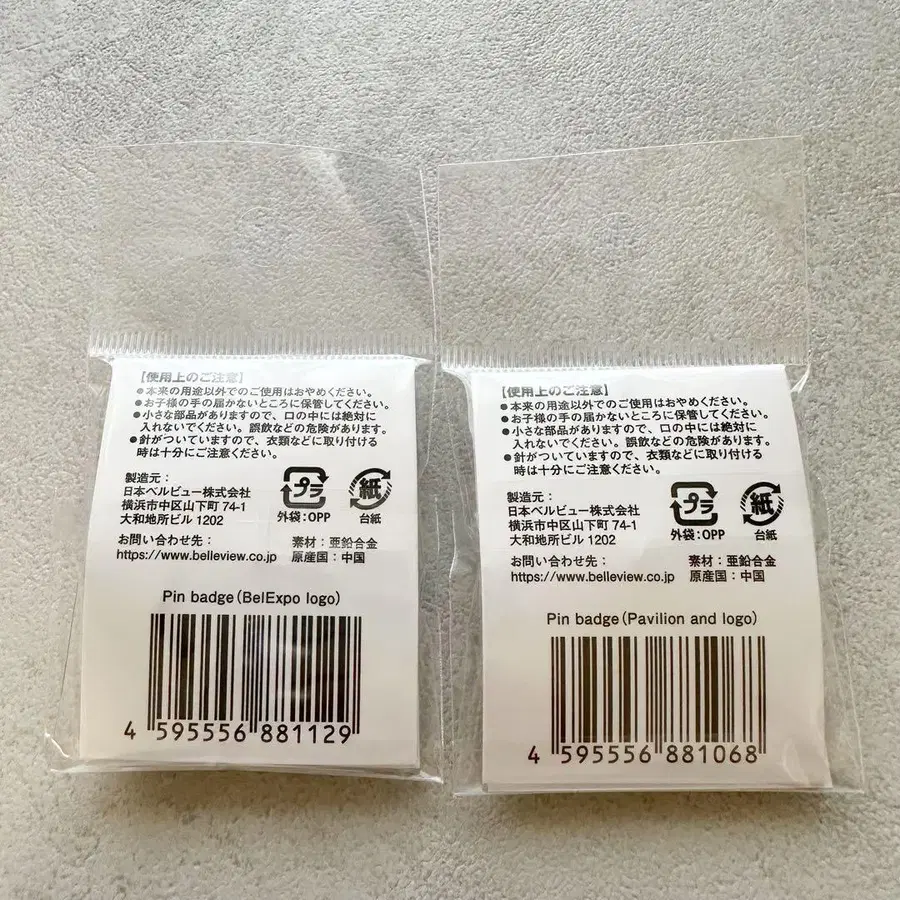 【使用上のご注意】
●本来の用途以外でのご使用はおやめください。
●お子様の手の届かないところに保管してください。
●小さな部品がありますので、口の中には絶対に
入れないでください。誤飲などの危険があります。
●針がついていますので、衣類などに取り付ける
時は十分にご注意ください。
製造元：
日本ベルビュー株式会社
横浜市中区山下町 74-1
大和地所ビル 1202
プラ
外袋：OPP
紙
台紙
お問い合わせ先：
https://www.belleview.co.jp
素材：亜鉛合金
原産国：中国
Pin badge（BelExpo logo）
4 595556 881129
【使用上のご注意】
●本来の用途以外でのご使用はおやめください。
●お子様の手の届かないところに保管してください。
●小さな部品がありますので、口の中には絶対に
入れないでください。誤飲などの危険があります。
●針がついていますので、衣類などに取り付ける
時は十分にご注意ください。
製造元：
日本ベルビュー株式会社
横浜市中区山下町 74-1
大和地所ビル 1202
プラ
外袋：OPP
紙
台紙
お問い合わせ先：
https://www.belleview.co.jp
素材：亜鉛合金
原産国：中国
Pin badge（Pavilion and logo）
4 595556 881068